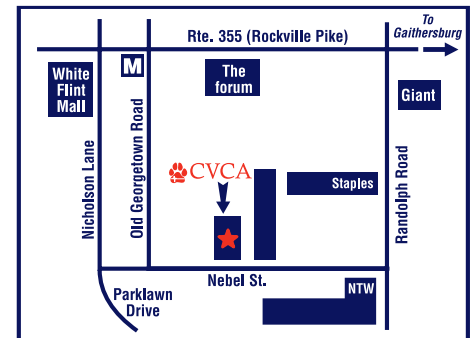 To
Gaithersburg
Rte. 355 (Rockville Pike)
White
Flint
Mall
M
The
forum
Giant
Nicholson Lane
Old Georgetown Road
CVCA
Staples
Randolph Road
Nebel St.
Parklawn
Drive
NTW